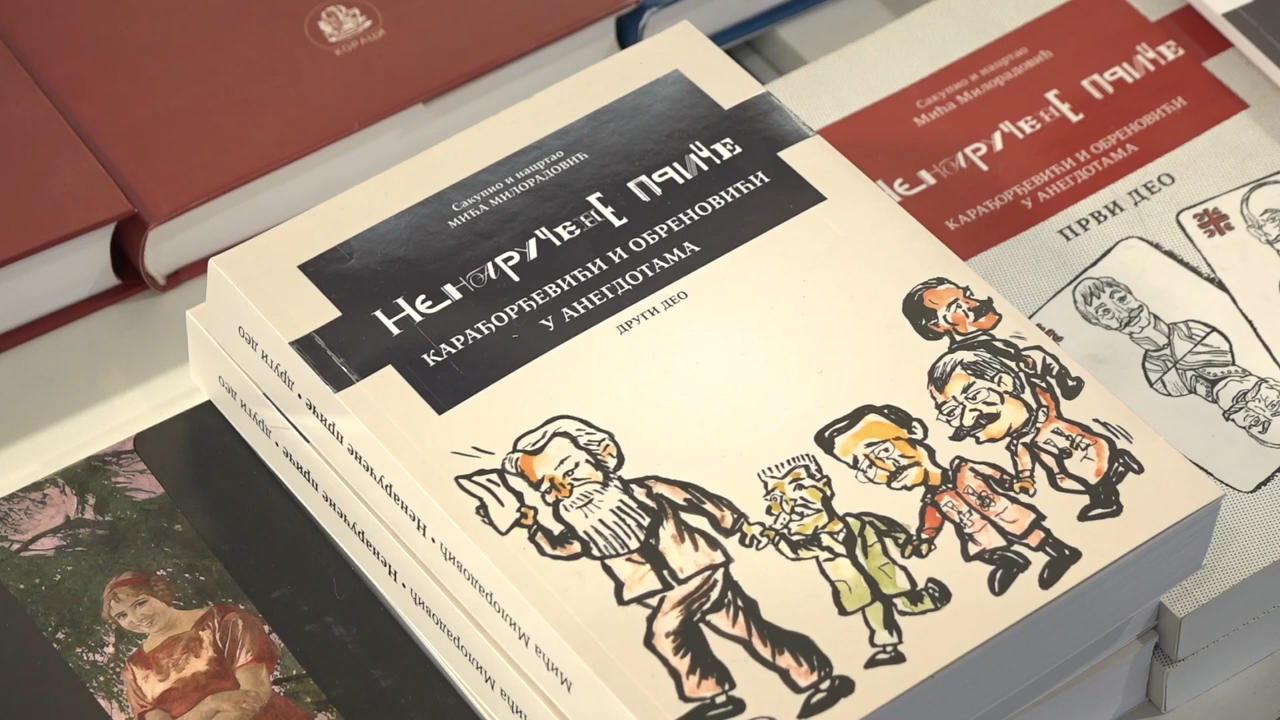 КОРАЦИ
Сакупио и нацртао
МИЋА МИЛОРАДОВИЋ
НЕНАРУЧЕНЕ ПРИЧЕ
КАРАЂОРЂЕВИЋИ И ОБРЕНОВИЋИ
У АНЕГДОТАМА
ДРУГИ ДЕО
Мића Милорадовић • Ненаручене приче • други део
Мића Милорадовић • Ненаручене приче • други део
Сакупио и нацртао
Мића Милорадовић
НЕНАРУЧЕНЕ ПРИЧЕ
КАРАЂОРЂЕВИЋИ И ОБРЕНОВИЋИ
У АНЕГДОТАМА
ПРВИ ДЕО